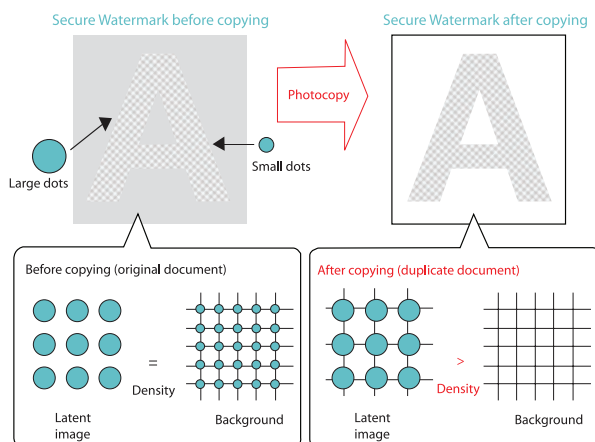 Secure Watermark before copying
Secure Watermark after copying
Photocopy
Large dots
Small dots
Before copying (original document)
=
Density
Latent
image
Background
After copying (duplicate document)
>
Density
Latent
image
Background